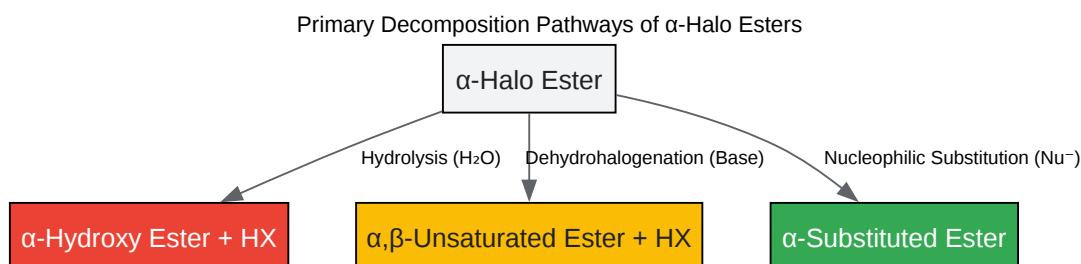 Primary Decomposition Pathways of α-Halo Esters
α-Halo Ester
Hydrolysis (H₂O)
Dehydrohalogenation (Base)
Nucleophilic Substitution (Nu⁻)
α-Hydroxy Ester + HX
α,β-Unsaturated Ester + HX
α-Substituted Ester